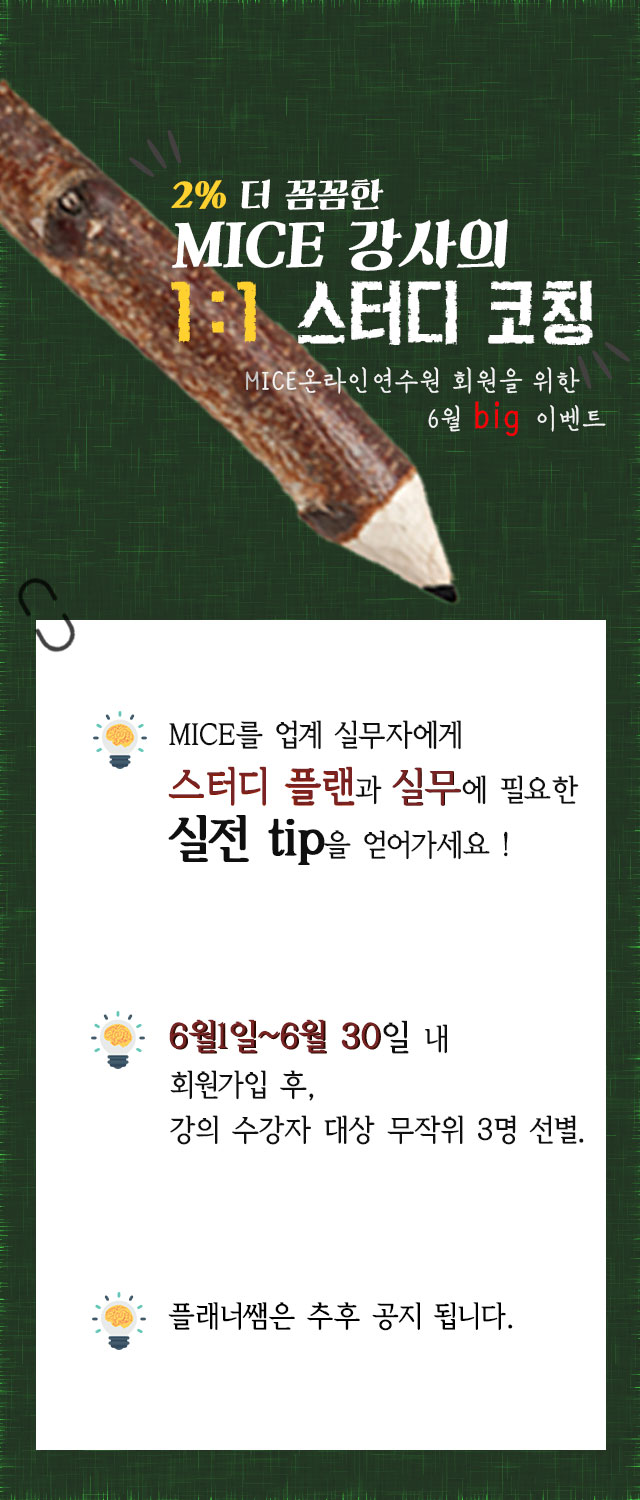 2% 더 꼼꼼한
MICE 강사의
1:1 스터디 코칭
MICE온라인연수원 회원을 위한
6월 big 이벤트
MICE를 업계 실무자에게
스터디 플랜과 실무에 필요한
실전 tip을 얻어가세요 !
6월1일~6월 30일 내
회원가입 후,
강의 수강자 대상 무작위 3명 선별.
플래너쌤은 추후 공지 됩니다.